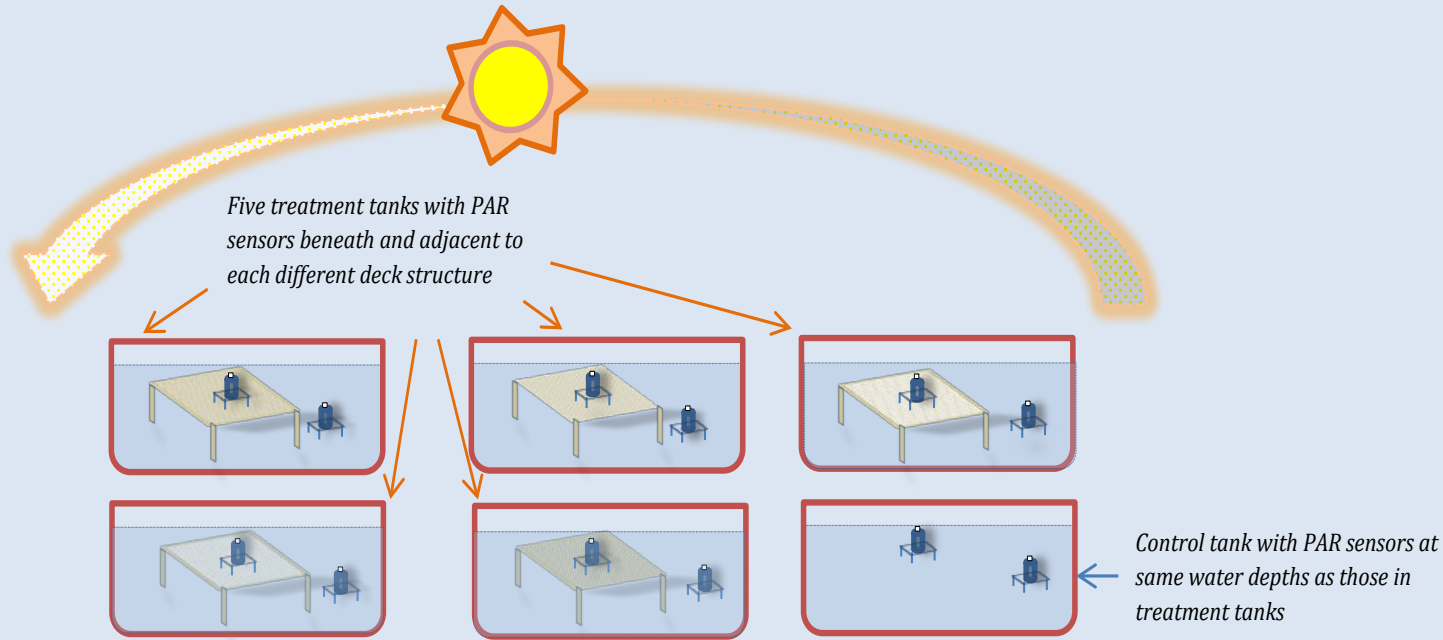 Five treatment tanks with PAR
sensors beneath and adjacent to
each different deck structure
Control tank with PAR sensors at
same water depths as those in
treatment tanks